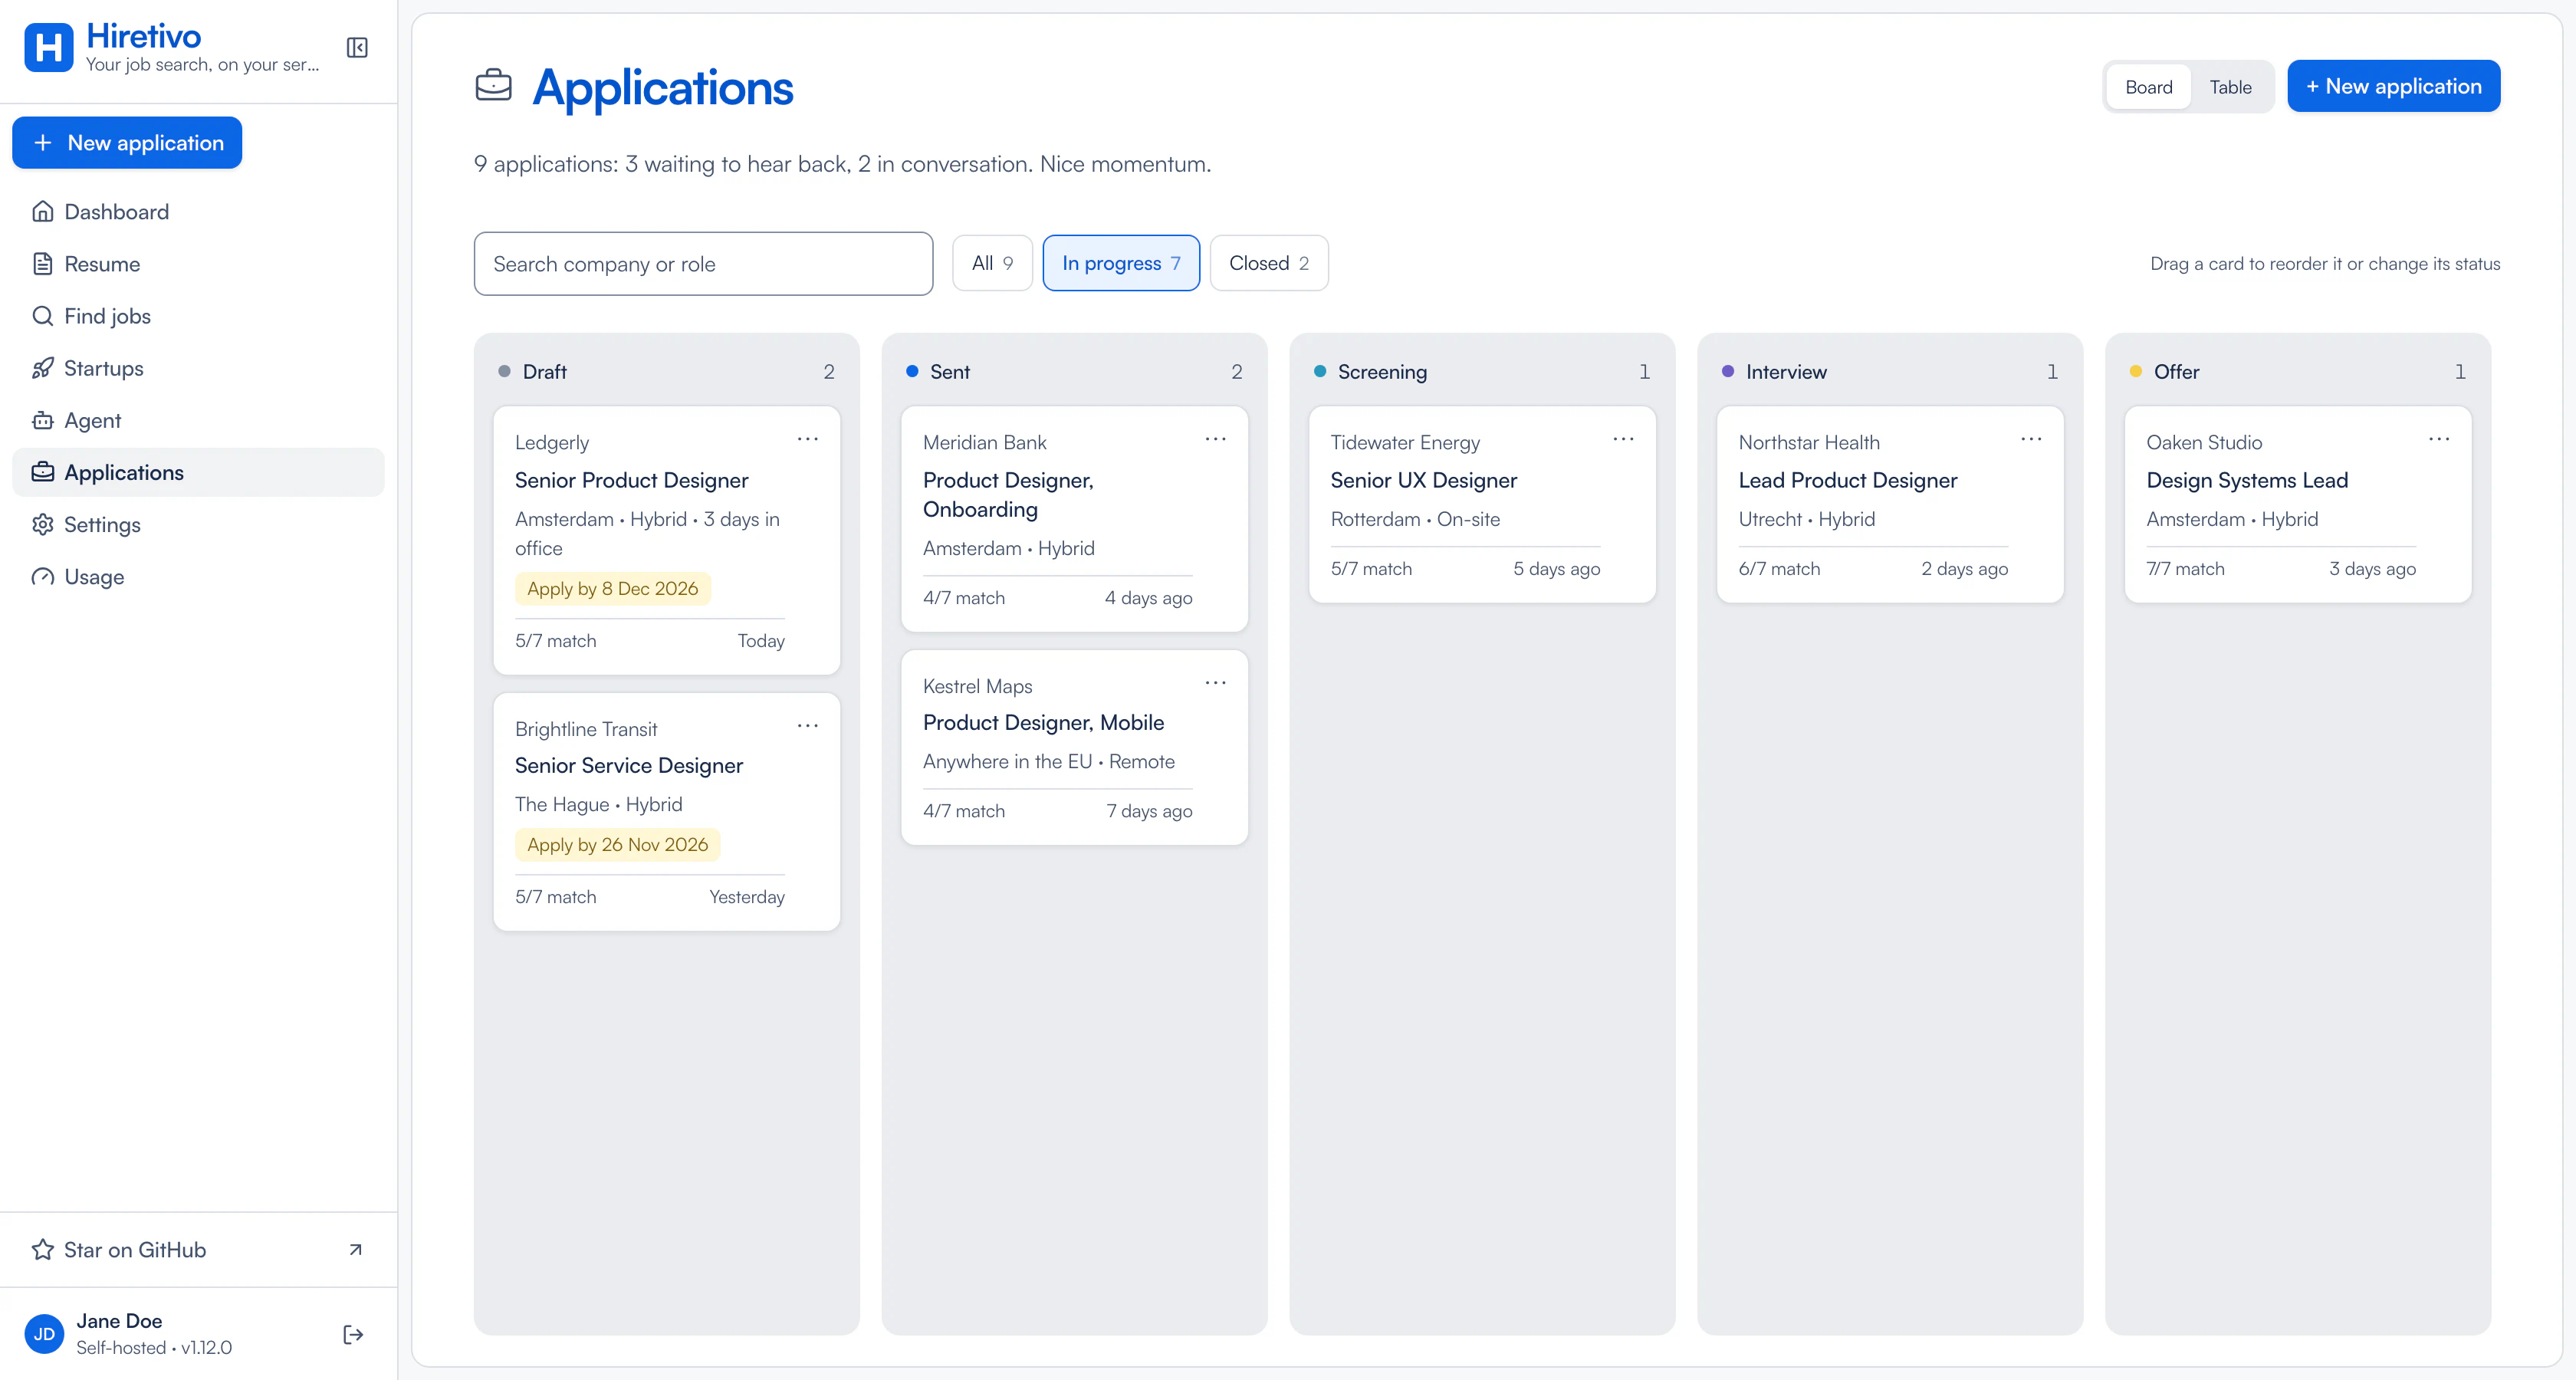 Hiretivo
Your job search, on your ser...
New application
Dashboard
Resume
Find jobs
Startups
Agent
Applications
Settings
Usage
Star on GitHub
JD
Jane Doe
Self-hosted • v1.12.0
Applications
Board
Table
+ New application
9 applications: 3 waiting to hear back, 2 in conversation. Nice momentum.
Search company or role
All 9
In progress 7
Closed 2
Drag a card to reorder it or change its status
Draft 2
Ledgerly
Senior Product Designer
Amsterdam • Hybrid • 3 days in
office
Apply by 8 Dec 2026
5/7 match Today
Brightline Transit
Senior Service Designer
The Hague • Hybrid
Apply by 26 Nov 2026
5/7 match Yesterday
Sent 2
Meridian Bank
Product Designer,
Onboarding
Amsterdam • Hybrid
4/7 match 4 days ago
Kestrel Maps
Product Designer, Mobile
Anywhere in the EU • Remote
4/7 match 7 days ago
Screening 1
Tidewater Energy
Senior UX Designer
Rotterdam • On-site
5/7 match 5 days ago
Interview 1
Northstar Health
Lead Product Designer
Utrecht • Hybrid
6/7 match 2 days ago
Offer 1
Oaken Studio
Design Systems Lead
Amsterdam • Hybrid
7/7 match 3 days ago